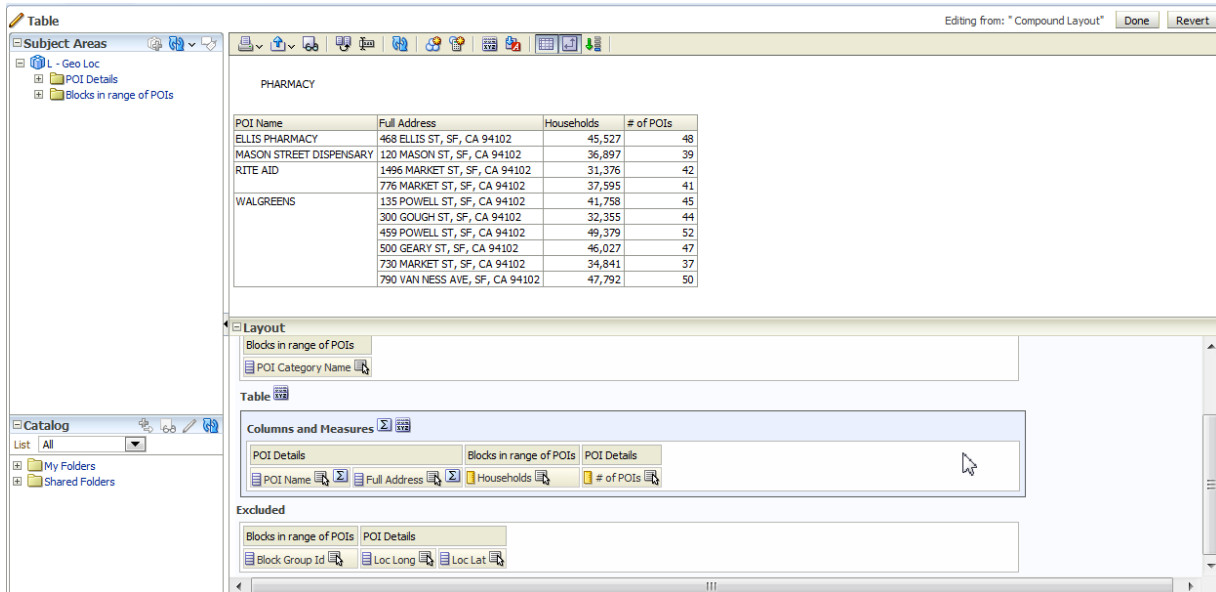 Table
Editing from: "Compound Layout" Done Revert
Subject Areas
L - Geo Loc
POI Details
Blocks in range of POIs
PHARMACY
POI Name Full Address Households # of POIs
ELLIS PHARMACY 468 ELLIS ST, SF, CA 94102 45,527 48
MASON STREET DISPENSARY 120 MASON ST, SF, CA 94102 36,897 39
RITE AID 1496 MARKET ST, SF, CA 94102 31,376 42
776 MARKET ST, SF, CA 94102 37,595 41
WALGREENS 135 POWELL ST, SF, CA 94102 41,758 45
300 GOUGH ST, SF, CA 94102 32,355 44
459 POWELL ST, SF, CA 94102 49,379 52
500 GEARY ST, SF, CA 94102 46,027 47
730 MARKET ST, SF, CA 94102 34,841 37
790 VAN NESS AVE, SF, CA 94102 47,792 50
Layout
Blocks in range of POIs
POI Category Name
Table
Columns and Measures
POI Details Blocks in range of POIs POI Details
POI Name Full Address Households # of POIs
Excluded
Blocks in range of POIs POI Details
Block Group Id Loc Long Loc Lat
Catalog
List All
My Folders
Shared Folders